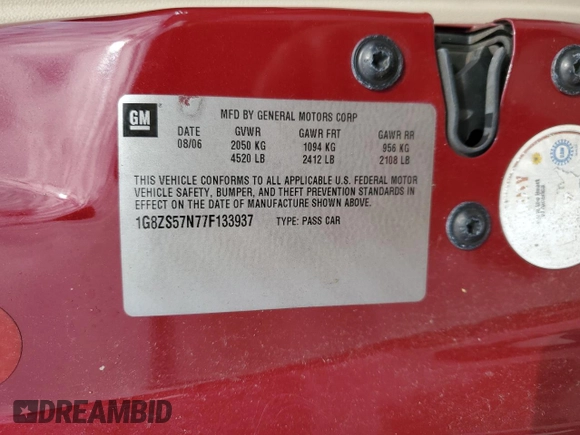 GM
MFD BY GENERAL MOTORS CORP
DATE GVWR GAWR FRT GAWR RR
08/06 2050 KG 1094 KG 956 KG
4520 LB 2412 LB 2108 LB
THIS VEHICLE CONFORMS TO ALL APPLICABLE U.S. FEDERAL MOTOR
VEHICLE SAFETY, BUMPER, AND THEFT PREVENTION STANDARDS IN
EFFECT ON THE DATE OF MANUFACTURE SHOWN ABOVE.
1G8ZS57N77F133937 TYPE: PASS CAR
DREAMBID